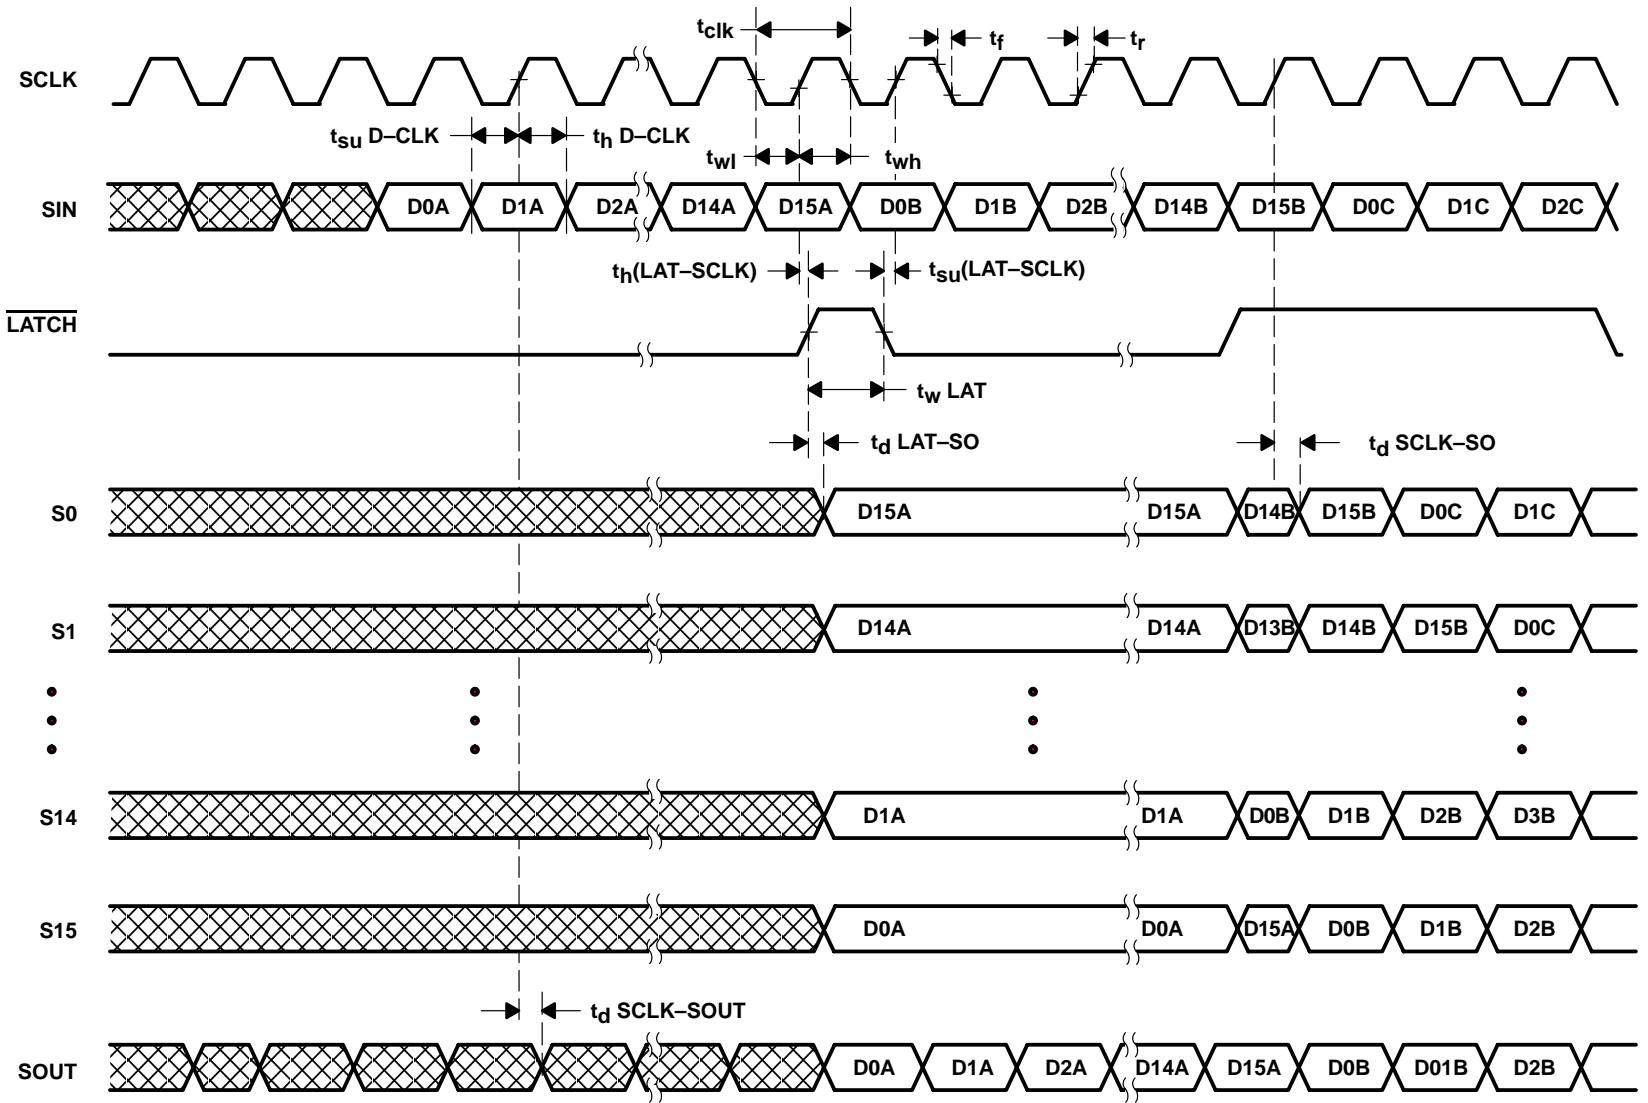 tclk
tf
tr
SCLK
tsu D–CLK
th D–CLK
twl
twh
SIN
D0A D1A D2A D14A D15A D0B D1B D2B D14B D15B D0C D1C D2C
th(LAT–SCLK)
tsu(LAT–SCLK)
LATCH
tw LAT
td LAT–SO
td SCLK–SO
S0 D15A D15A D14B D15B D0C D1C
S1 D14A D14A D13B D14B D15B D0C
S14 D1A D1A D0B D1B D2B D3B
S15 D0A D0A D15A D0B D1B D2B
td SCLK–SOUT
SOUT D0A D1A D2A D14A D15A D0B D01B D2B